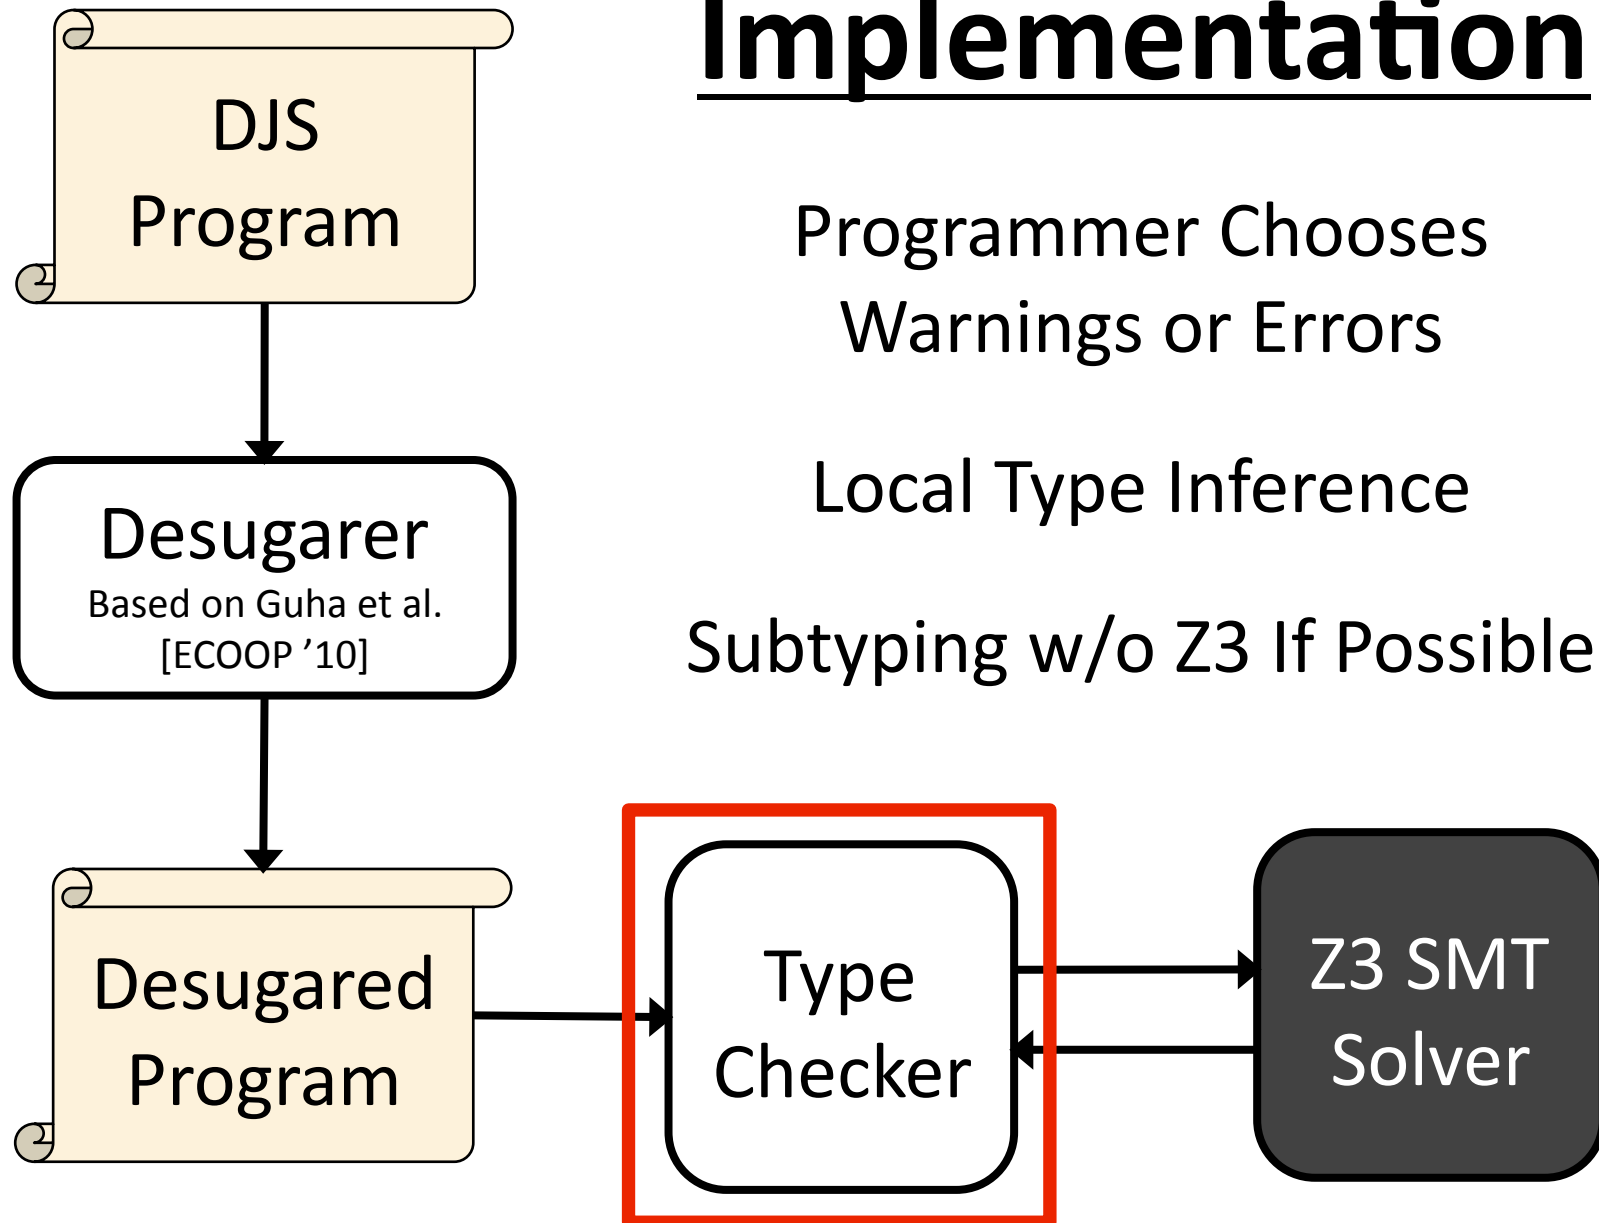 Implementation
DJS
Program
Programmer Chooses
Warnings or Errors
Local Type Inference
Desugarer
Based on Guha et al.
[ECOOP ’10]
Subtyping w/o Z3 If Possible
Desugared
Program
Type
Checker
Z3 SMT
Solver